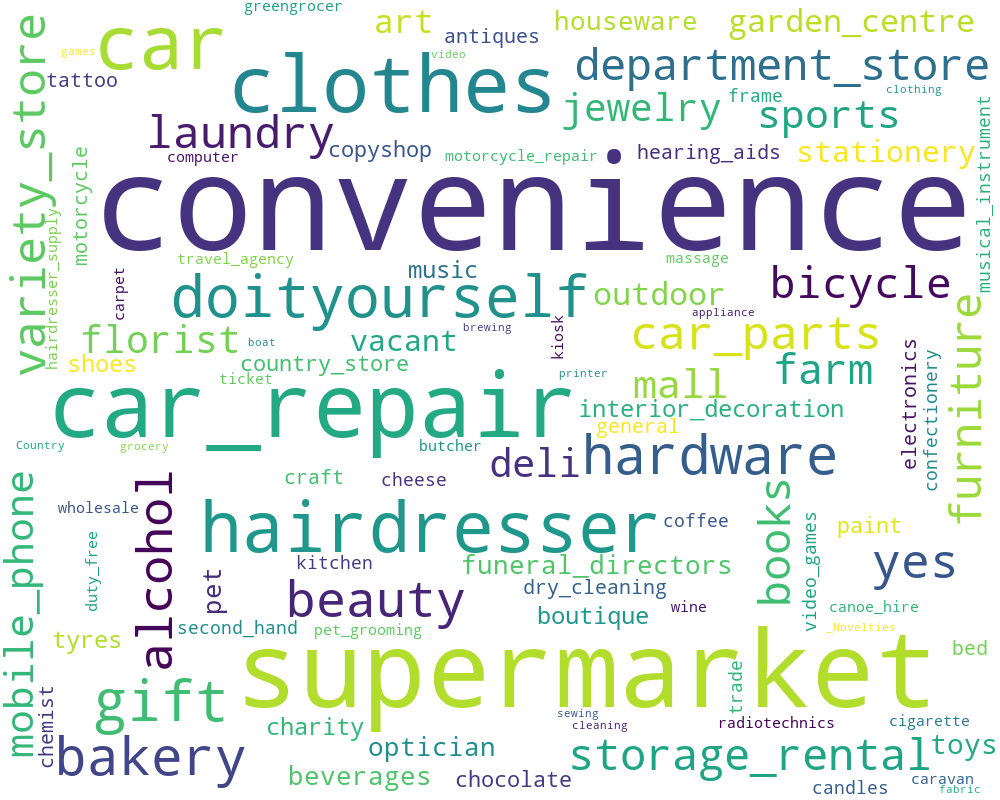 greengrocer
car
art
antiques
houseware
garden_centre
games
video
tattoo
clothes
department_store
clothing
variety_store
jewelry
frame
sports
laundry
computer
copyshop
motorcycle_repair
hearing_aids
stationery
musical_instrument
motorcycle
convenience
hairdresser_supply
travel_agency
music
massage
bicycle
carpet
doityourself
outdoor
appliance
florist
boat
vacant
brewing
kiosk
car_parts
furniture
shoes
country_store
ticket
printer
mall
farm
electronics
confectionery
car_repair
interior_decoration
general
Country
grocery
butcher
deli
hardware
craft
cheese
mobile_phone
wholesale
alcohol
hairdresser
coffee
books
paint
duty_free
kitchen
funeral_directors
video_games
yes
pet
beauty
dry_cleaning
wine
canoe_hire
boutique
second_hand
pet_grooming
_Novelties
tyres
bed
supermarket
trade
chemist
gift
charity
sewing
cleaning
radiotechnics
cigarette
bakery
optician
storage_rental
toys
beverages
chocolate
candles
caravan
fabric